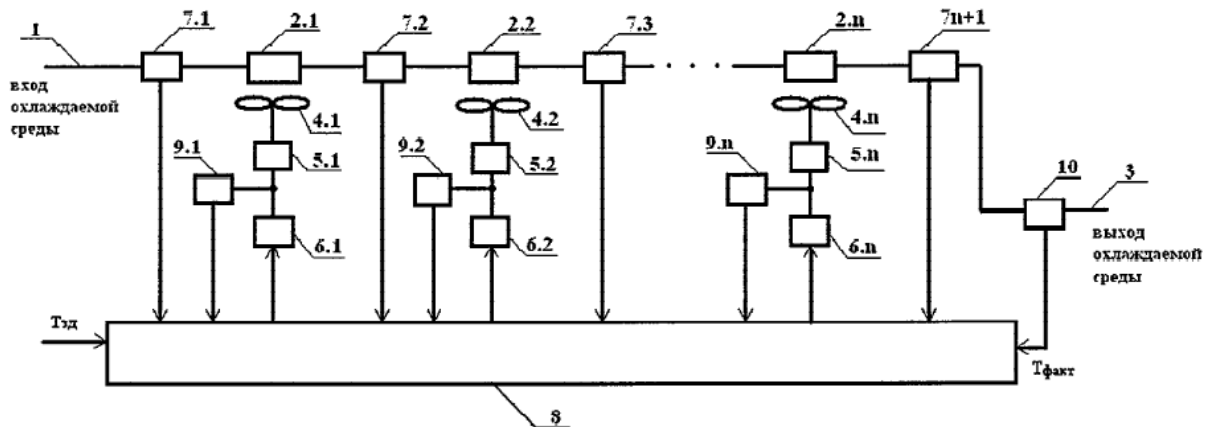 1
7.1
2.1
7.2
2.2
7.3
2.n
7n+1
вход
охлаждаемой
среды
4.1
4.2
4.n
9.1
5.1
9.2
5.2
9.n
5.n
10
3
6.1
6.2
6.n
выход
охлаждаемой
среды
Тзд
Тфакт
8